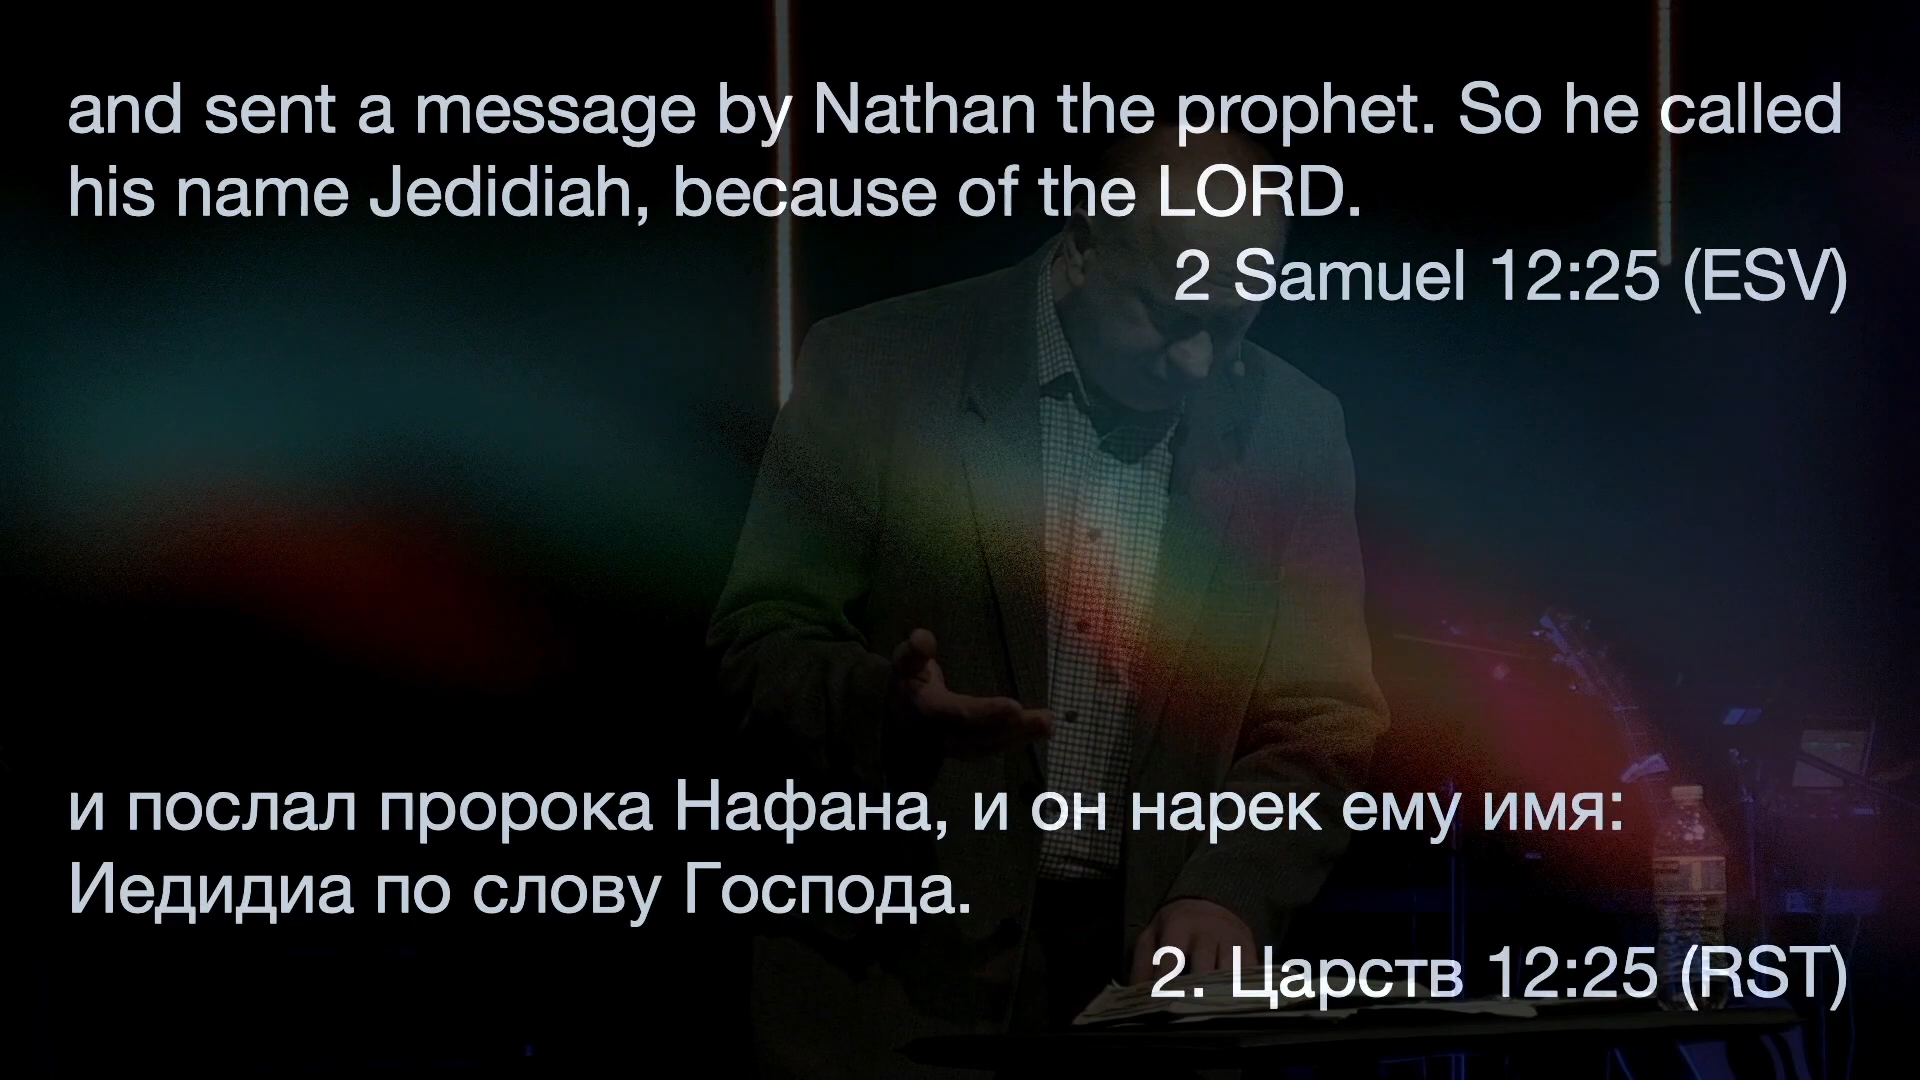 and sent a message by Nathan the prophet. So he called
his name Jedidiah, because of the LORD.
2 Samuel 12:25 (ESV)
и послал пророка Нафана, и он нарек ему имя:
Иедидиа по слову Господа.
2. Царств 12:25 (RST)